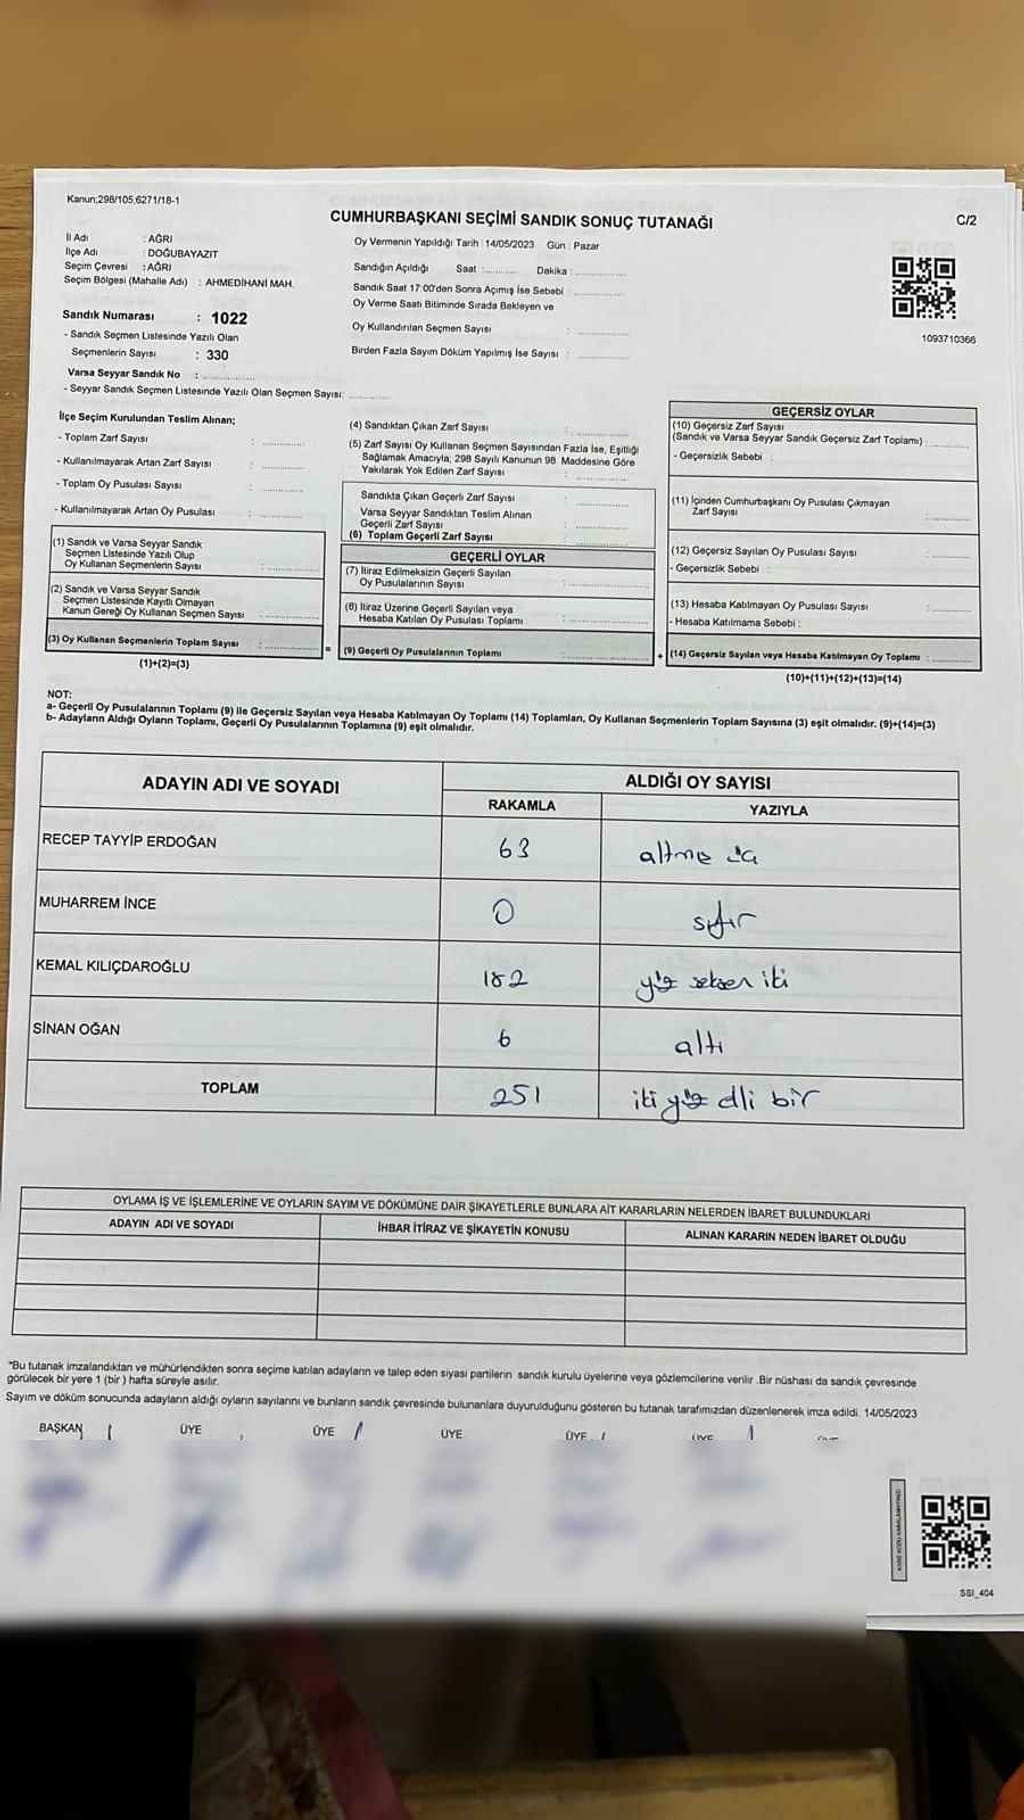 Kanun;298/105,6271/18-1
CUMHURBAŞKANI SEÇİMİ SANDIK SONUÇ TUTANAĞI
C/2
İl Adı : AĞRI
İlçe Adı : DOĞUBAYAZIT
Seçim Çevresi : AĞRI
Seçim Bölgesi (Mahalle Adı) : AHMEDİHANİ MAH.
Sandık Numarası : 1022
- Sandık Seçmen Listesinde Yazılı Olan
Seçmenlerin Sayısı : 330
Varsa Seyyar Sandık No :
- Seyyar Sandık Seçmen Listesinde Yazılı Olan Seçmen Sayısı:
Oy Vermenin Yapıldığı Tarih : 14/05/2023 Gün : Pazar
Sandığın Açıldığı Saat : Dakika :
Sandık Saat 17:00'den Sonra Açımış İse Sebebi :
Oy Verme Saati Bitiminde Sırada Bekleyen ve
Oy Kullandırılan Seçmen Sayısı :
Birden Fazla Sayım Döküm Yapılmış İse Sayısı :
1093710366
İlçe Seçim Kurulundan Teslim Alınan;
- Toplam Zarf Sayısı :
- Kullanılmayarak Artan Zarf Sayısı :
- Toplam Oy Pusulası Sayısı :
- Kullanılmayarak Artan Oy Pusulası :
(1) Sandık ve Varsa Seyyar Sandık
Seçmen Listesinde Yazılı Olup
Oy Kullanan Seçmenlerin Sayısı :
(2) Sandık ve Varsa Seyyar Sandık
Seçmen Listesinde Kayıtlı Olmayan
Kanun Gereği Oy Kullanan Seçmen Sayısı :
(3) Oy Kullanan Seçmenlerin Toplam Sayısı :
(1)+(2)=(3)
(4) Sandıktan Çıkan Zarf Sayısı :
(5) Zarf Sayısı Oy Kullanan Seçmen Sayısından Fazla İse, Eşitliği
Sağlamak Amacıyla, 298 Sayılı Kanunun 98. Maddesine Göre
Yakılarak Yok Edilen Zarf Sayısı :
Sandıkta Çıkan Geçerli Zarf Sayısı :
Varsa Seyyar Sandıktan Teslim Alınan
Geçerli Zarf Sayısı :
(6) Toplam Geçerli Zarf Sayısı :
GEÇERLİ OYLAR
(7) İtiraz Edilmeksizin Geçerli Sayılan
Oy Pusulalarının Sayısı :
(8) İtiraz Üzerine Geçerli Sayılan veya
Hesaba Katılan Oy Pusulası Toplamı :
= (9) Geçerli Oy Pusulalarının Toplamı :
GEÇERSİZ OYLAR
(10) Geçersiz Zarf Sayısı
(Sandık ve Varsa Seyyar Sandık Geçersiz Zarf Toplamı) :
- Geçersizlik Sebebi :
(11) İçinden Cumhurbaşkanı Oy Pusulası Çıkmayan
Zarf Sayısı :
(12) Geçersiz Sayılan Oy Pusulası Sayısı :
- Geçersizlik Sebebi :
(13) Hesaba Katılmayan Oy Pusulası Sayısı :
- Hesaba Katılmama Sebebi :
+ (14) Geçersiz Sayılan veya Hesaba Katılmayan Oy Toplamı :
(10)+(11)+(12)+(13)=(14)
NOT:
a- Geçerli Oy Pusulalarının Toplamı (9) ile Geçersiz Sayılan veya Hesaba Katılmayan Oy Toplamı (14) Toplamları, Oy Kullanan Seçmenlerin Toplam Sayısına (3) eşit olmalıdır. (9)+(14)=(3)
b- Adayların Aldığı Oyların Toplamı, Geçerli Oy Pusulalarının Toplamına (9) eşit olmalıdır.
ADAYIN ADI VE SOYADI ALDIĞI OY SAYISI
RAKAMLA YAZIYLA
RECEP TAYYİP ERDOĞAN 63 altmış üç
MUHARREM İNCE 0 sıfır
KEMAL KILIÇDAROĞLU 182 yüz seksen iki
SİNAN OĞAN 6 altı
TOPLAM 251 iki yüz elli bir
OYLAMA İŞ VE İŞLEMLERİNE VE OYLARIN SAYIM VE DÖKÜMÜNE DAİR ŞİKAYETLERLE BUNLARA AİT KARARLARIN NELERDEN İBARET BULUNDUKLARI
ADAYIN ADI VE SOYADI İHBAR İTİRAZ VE ŞİKAYETİN KONUSU ALINAN KARARIN NEDEN İBARET OLDUĞU
*Bu tutanak imzalandıktan ve mühürlendikten sonra seçime katılan adayların ve talep eden siyasi partilerin sandık kurulu üyelerine veya gözlemcilerine verilir .Bir nüshası da sandık çevresinde
görülecek bir yere 1 (bir ) hafta süreyle asılır.
Sayım ve döküm sonucunda adayların aldığı oyların sayılarını ve bunların sandık çevresinde bulunanlara duyurulduğunu gösteren bu tutanak tarafımızdan düzenlenerek imza edildi. 14/05/2023
BAŞKAN ÜYE ÜYE ÜYE ÜYE ÜYE
SSI_404